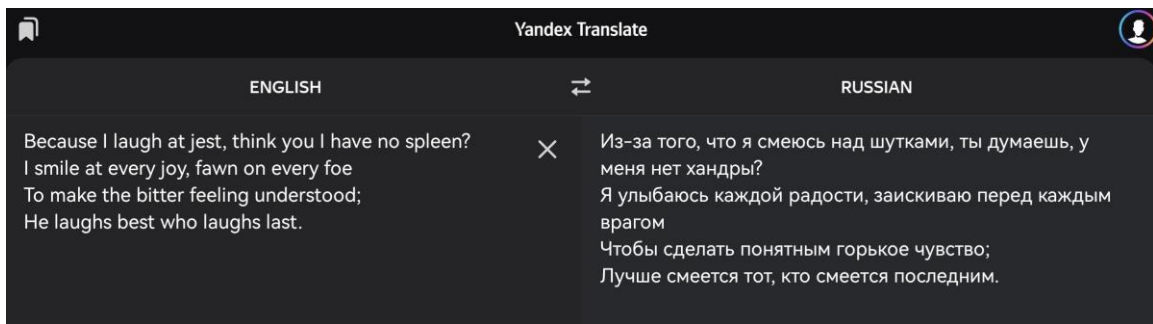 Yandex Translate
ENGLISH
RUSSIAN
Because I laugh at jest, think you I have no spleen?
I smile at every joy, fawn on every foe
To make the bitter feeling understood;
He laughs best who laughs last.
Из-за того, что я смеюсь над шутками, ты думаешь, у
меня нет хандры?
Я улыбаюсь каждой радости, заискиваю перед каждым
врагом
Чтобы сделать понятным горькое чувство;
Лучше смеется тот, кто смеется последним.